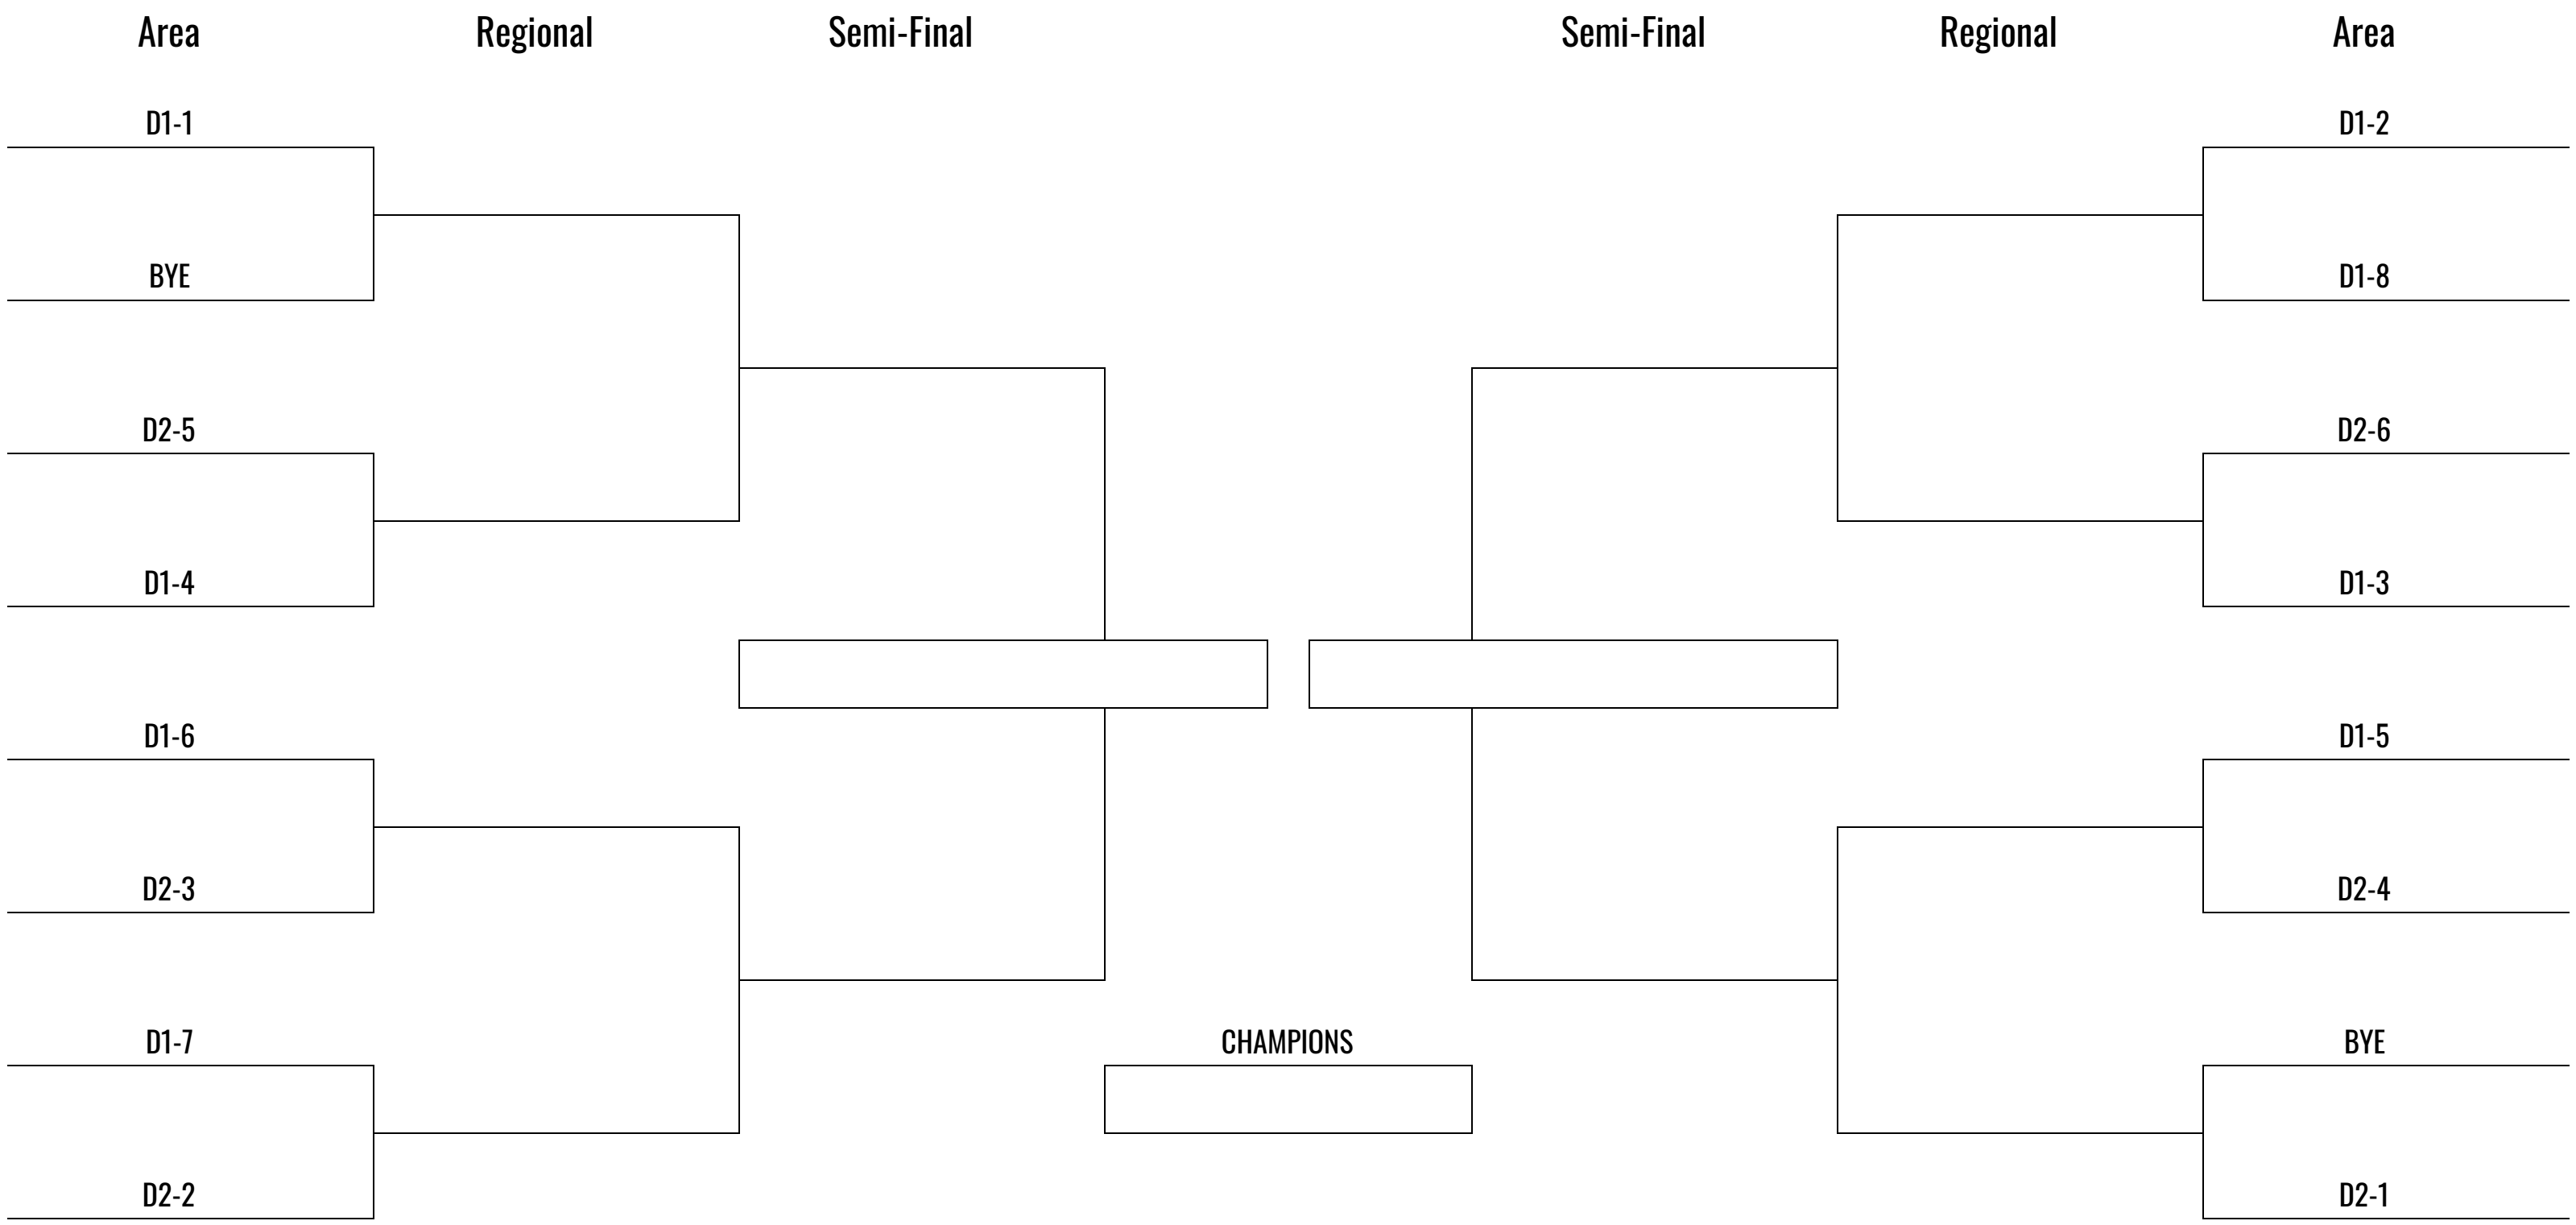 Area Regional Semi-Final Semi-Final Regional Area
D1-1 D1-2
BYE D1-8
D2-5 D2-6
D1-4 D1-3
D1-6 D1-5
D2-3 D2-4
D1-7 CHAMPIONS BYE
D2-2 D2-1